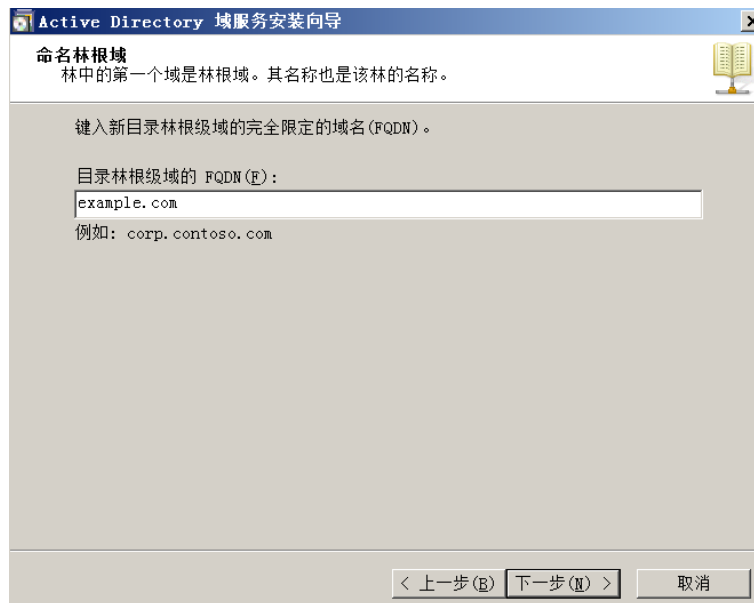 Active Directory 域服务安装向导
命名林根域
林中的第一个域是林根域。其名称也是该林的名称。
键入新目录林根级域的完全限定的域名(FQDN)。
目录林根级域的 FQDN(F):
example.com
例如: corp.contoso.com
< 上一步(B) 下一步(N) > 取消